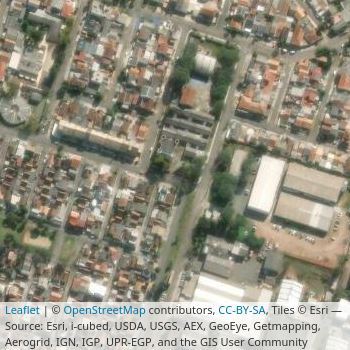 Leaflet | © OpenStreetMap contributors, CC-BY-SA, Tiles © Esri —
Source: Esri, i-cubed, USDA, USGS, AEX, GeoEye, Getmapping,
Aerogrid, IGN, IGP, UPR-EGP, and the GIS User Community